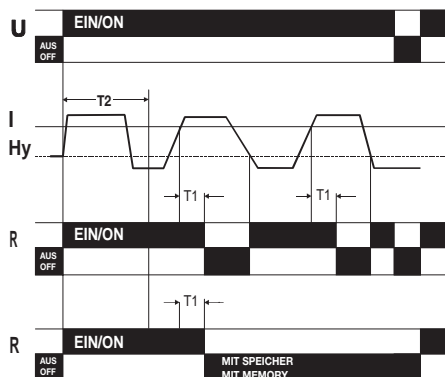 U EIN/ON
AUS
OFF
T2
I
Hy
T1 T1
R EIN/ON
AUS
OFF
T1
R EIN/ON
AUS
OFF
MIT SPEICHER
MIT MEMORY